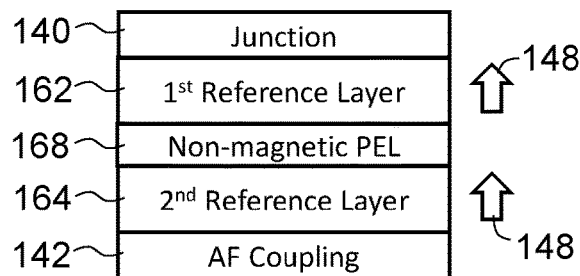 140 Junction
148
162 1st Reference Layer
168 Non-magnetic PEL
164 2nd Reference Layer
148
142 AF Coupling